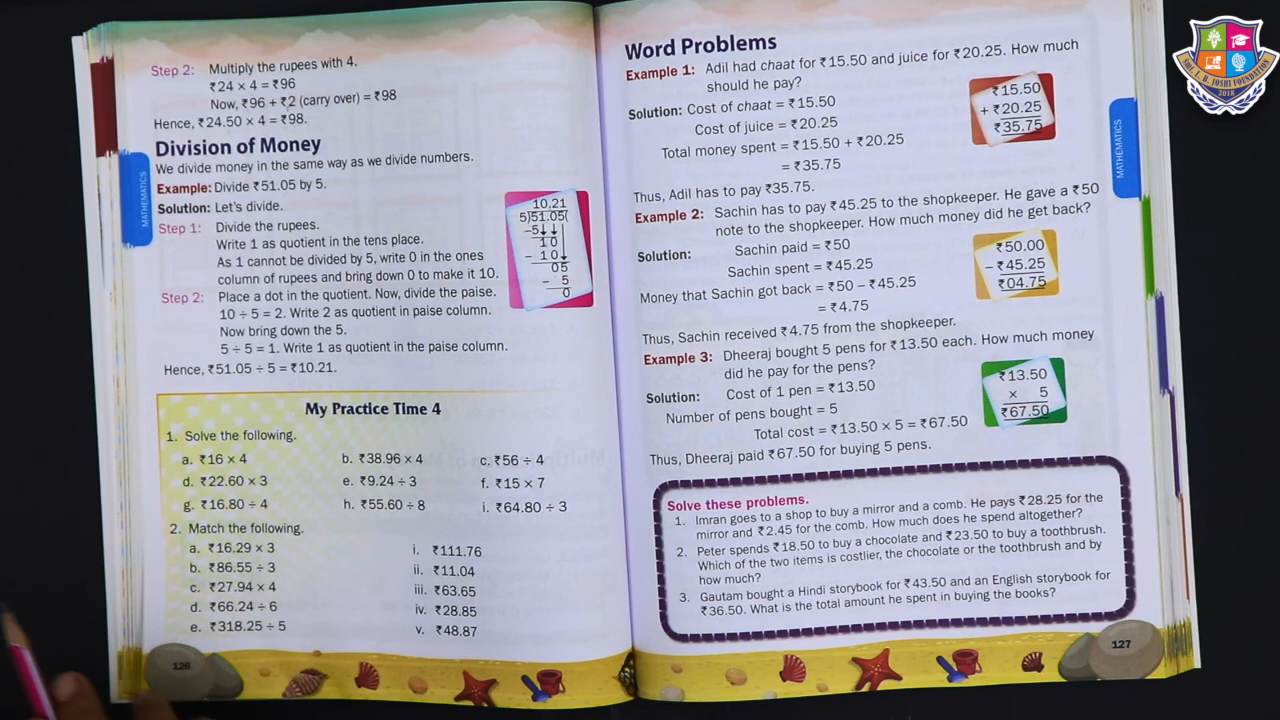 Step 2: Multiply the rupees with 4.
₹24 × 4 = ₹96
Now, ₹96 + ₹2 (carry over) = ₹98
Hence, ₹24.50 × 4 = ₹98.
Division of Money
We divide money in the same way as we divide numbers.
Example: Divide ₹51.05 by 5.
Solution: Let's divide.
Step 1: Divide the rupees.
Write 1 as quotient in the tens place.
As 1 cannot be divided by 5, write 0 in the ones
column of rupees and bring down 0 to make it 10.
Step 2: Place a dot in the quotient. Now, divide the paise.
10 ÷ 5 = 2. Write 2 as quotient in paise column.
Now bring down the 5.
5 ÷ 5 = 1. Write 1 as quotient in the paise column.
Hence, ₹51.05 ÷ 5 = ₹10.21.
10.21
5)51.05(
–5↓↓
10
– 10↓
05
– 5
0
My Practice Time 4
1. Solve the following.
a. ₹16 × 4 b. ₹38.96 × 4 c. ₹56 ÷ 4
d. ₹22.60 × 3 e. ₹9.24 ÷ 3 f. ₹15 × 7
g. ₹16.80 ÷ 4 h. ₹55.60 ÷ 8 i. ₹64.80 ÷ 3
2. Match the following.
a. ₹16.29 × 3 i. ₹111.76
b. ₹86.55 ÷ 3 ii. ₹11.04
c. ₹27.94 × 4 iii. ₹63.65
d. ₹66.24 ÷ 6 iv. ₹28.85
e. ₹318.25 ÷ 5 v. ₹48.87
126
MATHEMATICS
Word Problems
Example 1: Adil had chaat for ₹15.50 and juice for ₹20.25. How much
should he pay?
Solution: Cost of chaat = ₹15.50
Cost of juice = ₹20.25
Total money spent = ₹15.50 + ₹20.25
= ₹35.75
Thus, Adil has to pay ₹35.75.
₹15.50
+ ₹20.25
₹35.75
Example 2: Sachin has to pay ₹45.25 to the shopkeeper. He gave a ₹50
note to the shopkeeper. How much money did he get back?
Solution: Sachin paid = ₹50
Sachin spent = ₹45.25
Money that Sachin got back = ₹50 – ₹45.25
= ₹4.75
Thus, Sachin received ₹4.75 from the shopkeeper.
₹50.00
– ₹45.25
₹04.75
Example 3: Dheeraj bought 5 pens for ₹13.50 each. How much money
did he pay for the pens?
Solution: Cost of 1 pen = ₹13.50
Number of pens bought = 5
Total cost = ₹13.50 × 5 = ₹67.50
Thus, Dheeraj paid ₹67.50 for buying 5 pens.
₹13.50
× 5
₹67.50
Solve these problems.
1. Imran goes to a shop to buy a mirror and a comb. He pays ₹28.25 for the
mirror and ₹2.45 for the comb. How much does he spend altogether?
2. Peter spends ₹18.50 to buy a chocolate and ₹23.50 to buy a toothbrush.
Which of the two items is costlier, the chocolate or the toothbrush and by
how much?
3. Gautam bought a Hindi storybook for ₹43.50 and an English storybook for
₹36.50. What is the total amount he spent in buying the books?
127
MATHEMATICS
SHI. L. D. JOSHI FOUNDATION
2018